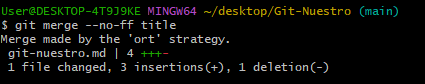 User@DESKTOP-4T9J9KE MINGW64 ~/desktop/Git-Nuestro (main)
$ git merge --no-ff title
Merge made by the 'ort' strategy.
 git-nuestro.md | 4 +++-
 1 file changed, 3 insertions(+), 1 deletion(-)